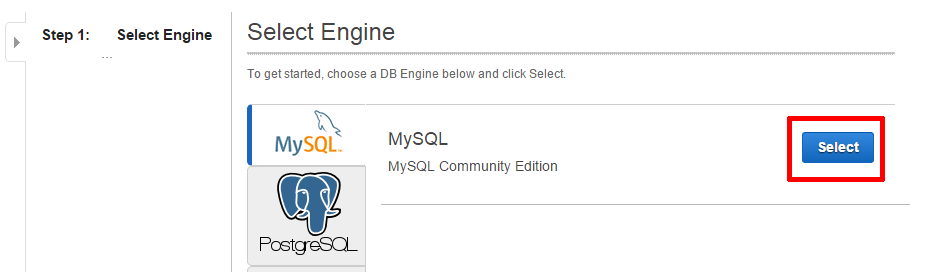 Step 1: Select Engine
...
Select Engine
To get started, choose a DB Engine below and click Select.
MySQL™
MySQL
MySQL Community Edition
Select
PostgreSQL